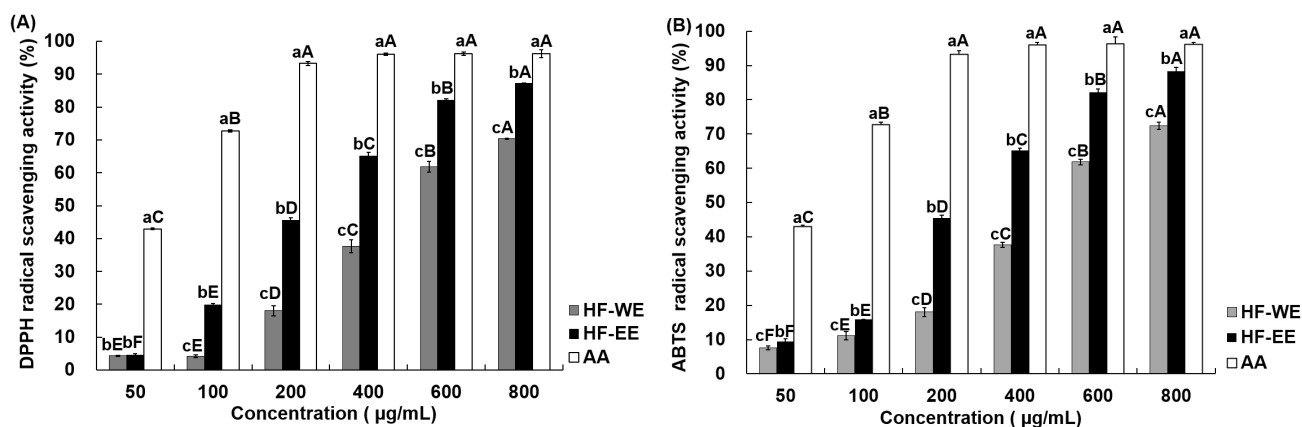 (A)
DPPH radical scavenging activity (%)
100
90
80
70
60
50
40
30
20
10
0
bE bF aC
cE bE aB
cD bD aA
cC bC aA
cB bB aA
cA bA aA
HF-WE
HF-EE
AA
50 100 200 400 600 800
Concentration ( µg/mL)
(B)
ABTS radical scavenging activity (%)
100
90
80
70
60
50
40
30
20
10
0
cF bF aC
cE bE aB
cD bD aA
cC bC aA
cB bB aA
cA bA aA
HF-WE
HF-EE
AA
50 100 200 400 600 800
Concentration ( µg/mL)